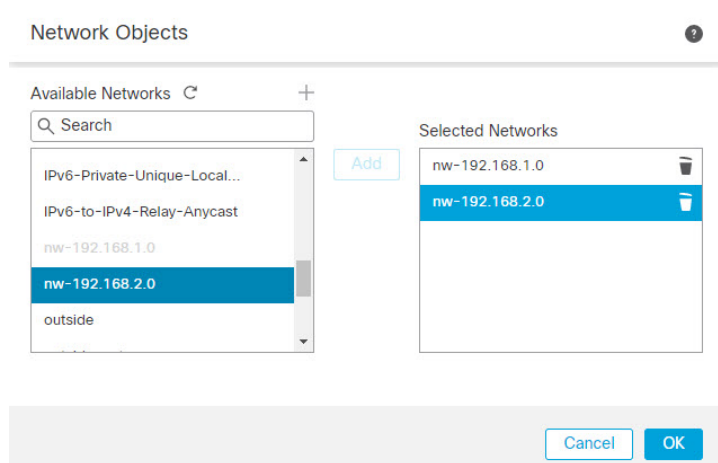 Network Objects
Available Networks
Search
IPv6-Private-Unique-Local...
IPv6-to-IPv4-Relay-Anycast
nw-192.168.1.0
nw-192.168.2.0
outside
Add
Selected Networks
nw-192.168.1.0
nw-192.168.2.0
Cancel
OK